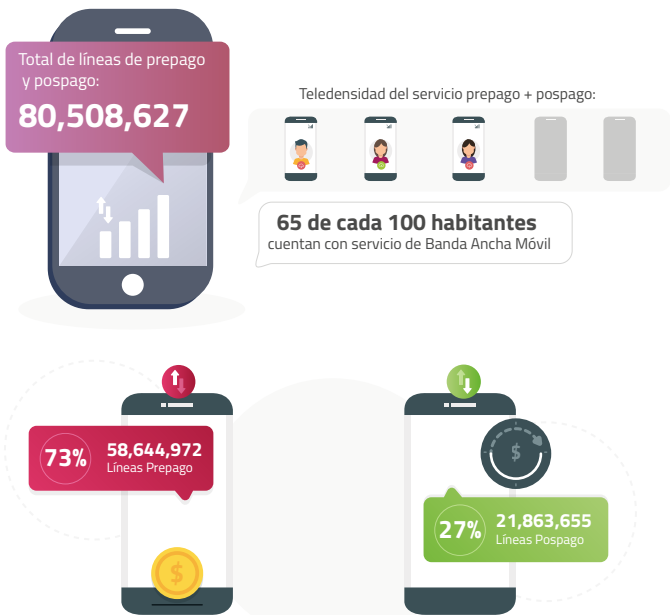 Total de líneas de prepago
y pospago:
80,508,627
Teledensidad del servicio prepago + pospago:
65 de cada 100 habitantes
cuentan con servicio de Banda Ancha Móvil
73%
58,644,972
Líneas Prepago
$
$
27%
21,863,655
Líneas Pospago